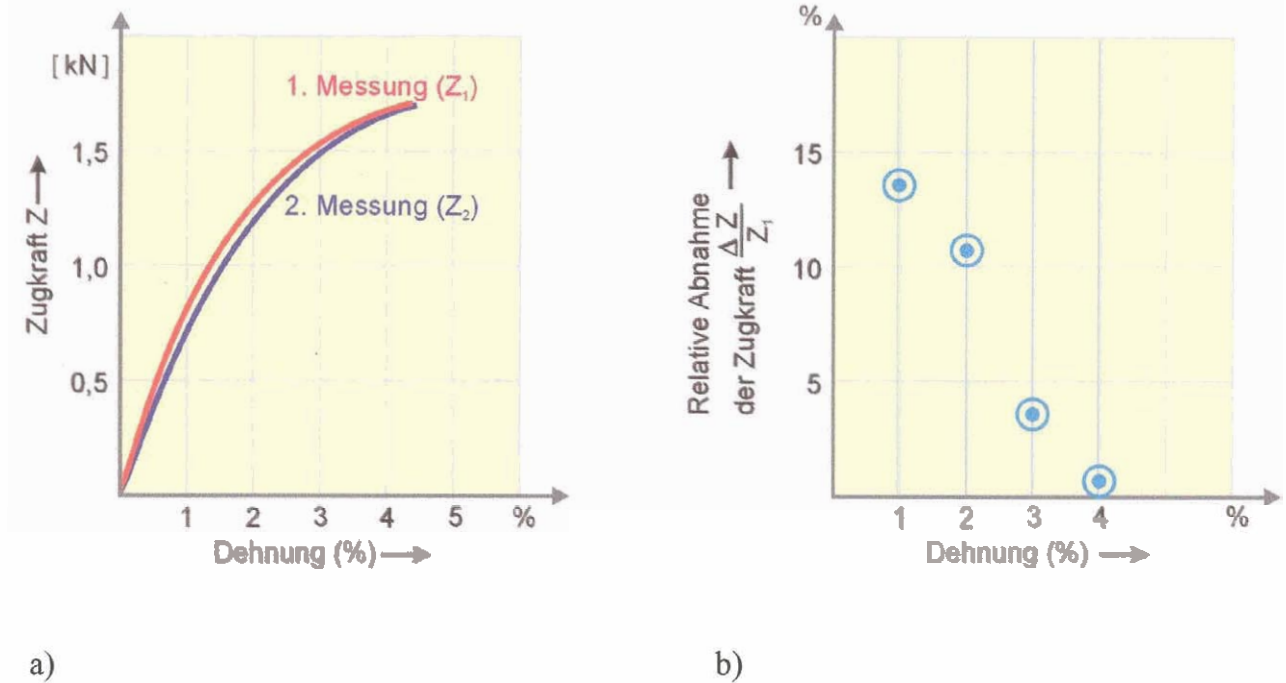 [ kN ]
Zugkraft Z
1,5
1,0
0,5
1. Messung (Z₁)
2. Messung (Z₂)
1 2 3 4 5 %
Dehnung (%)
a)
%
Relative Abnahme
der Zugkraft Δ Z / Z₁
15
10
5
1 2 3 4 %
Dehnung (%)
b)